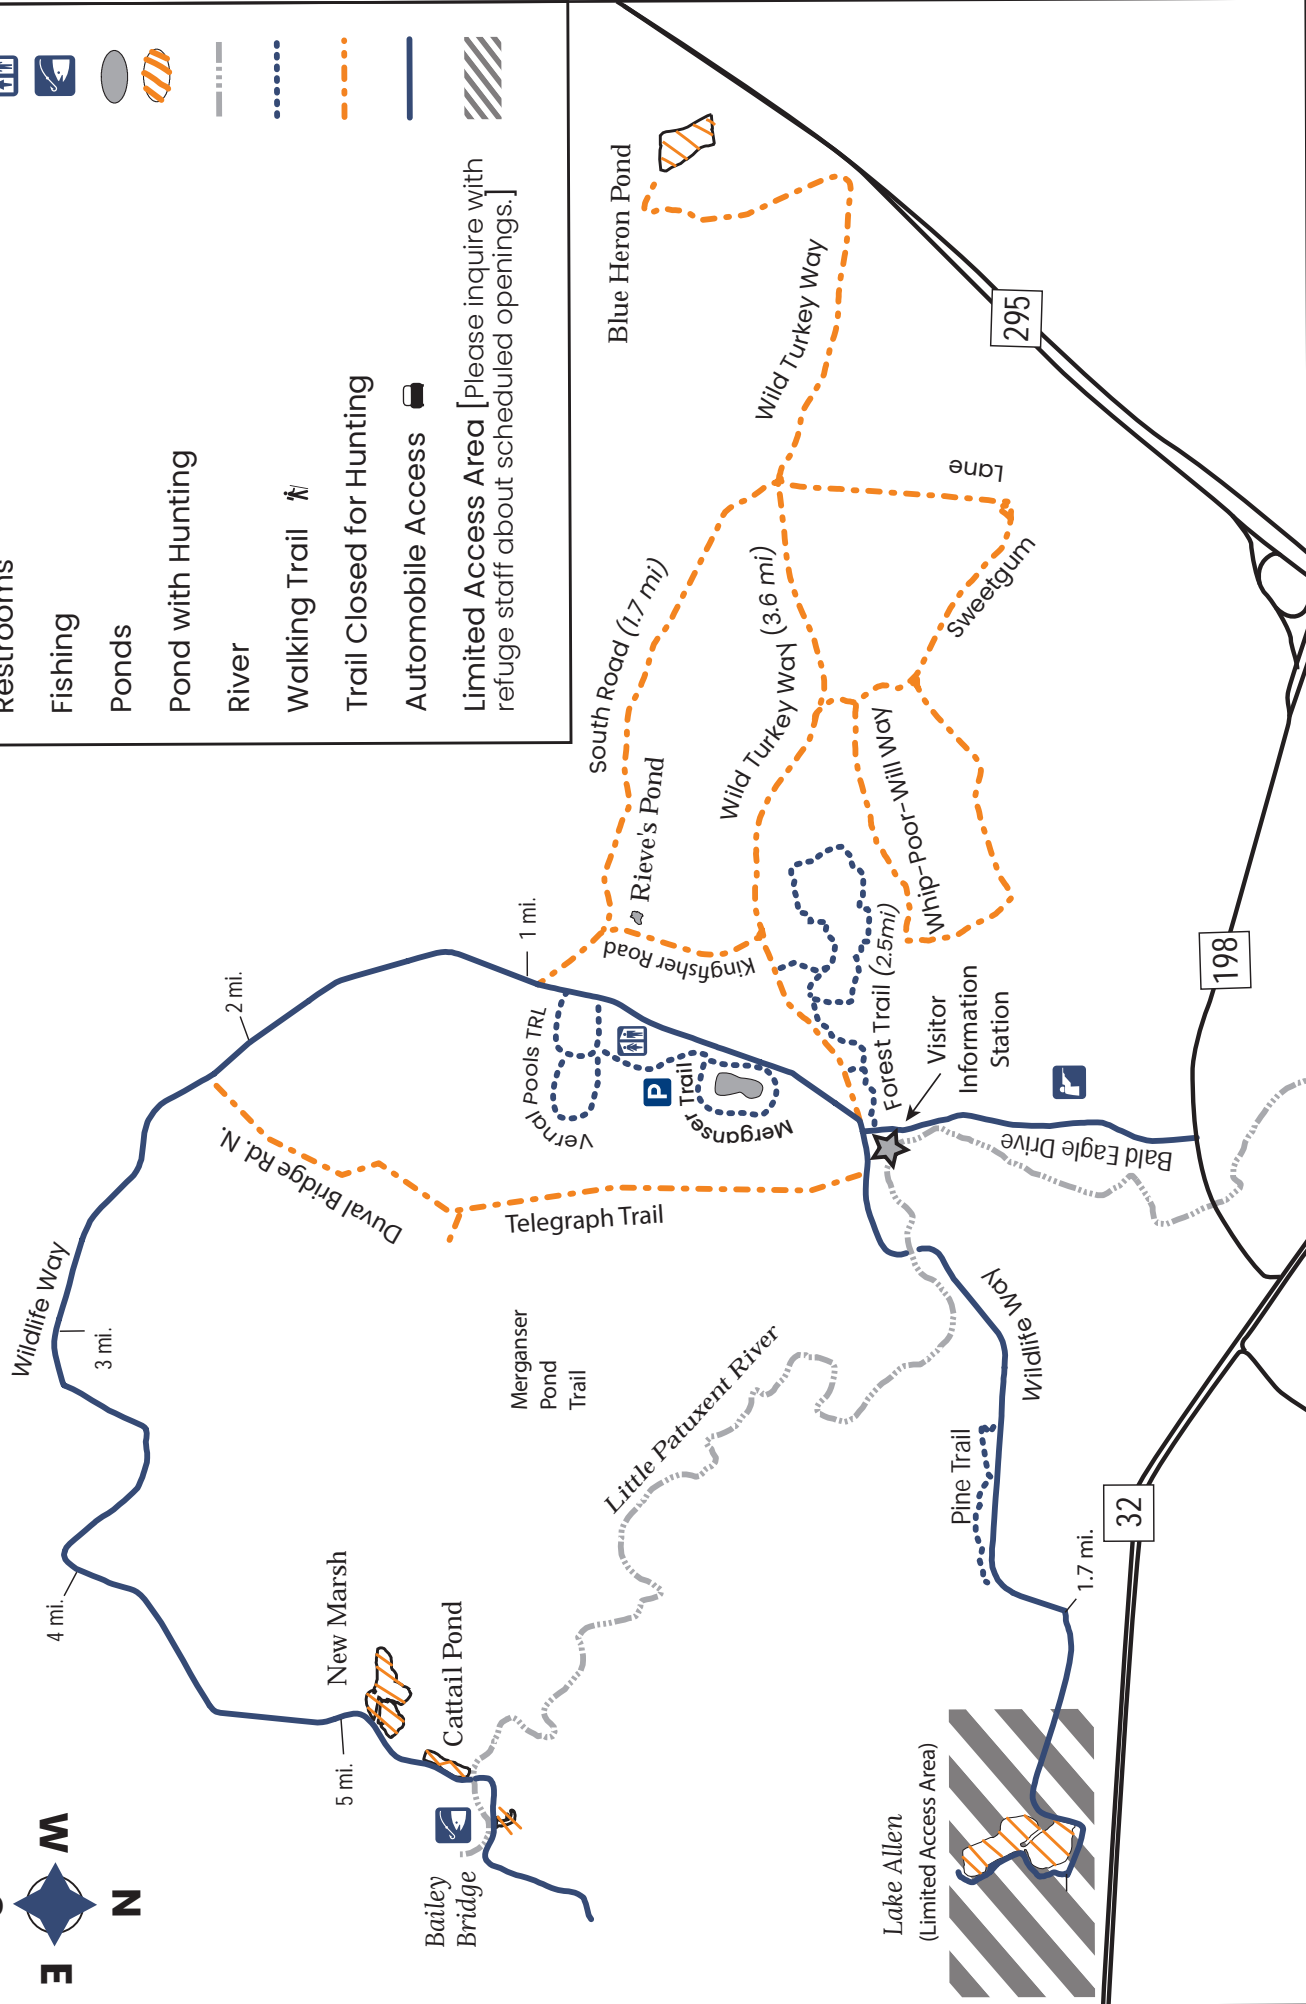 Restrooms
Fishing
Ponds
Pond with Hunting
River
Walking Trail
Trail Closed for Hunting
Automobile Access
Limited Access Area [Please inquire with
refuge staff about scheduled openings.]
Blue Heron Pond
Wild Turkey Way
295
Lane
Sweetgum
South Road (1.7 mi)
Wild Turkey Way (3.6 mi)
Rieve's Pond
Whip-Poor-Will Way
Kingfisher Road
1 mi.
2 mi.
198
Forest Trail (2.5mi)
Visitor
Information
Station
Vernal Pools TRL
P
Merganser Trail
Bald Eagle Drive
Duval Bridge Rd. N.
Telegraph Trail
Wildlife Way
3 mi.
Merganser
Pond
Trail
Little Patuxent River
Wildlife Way
Pine Trail
32
1.7 mi.
4 mi.
New Marsh
Cattail Pond
5 mi.
Bailey
Bridge
Lake Allen
(Limited Access Area)
W
N
E